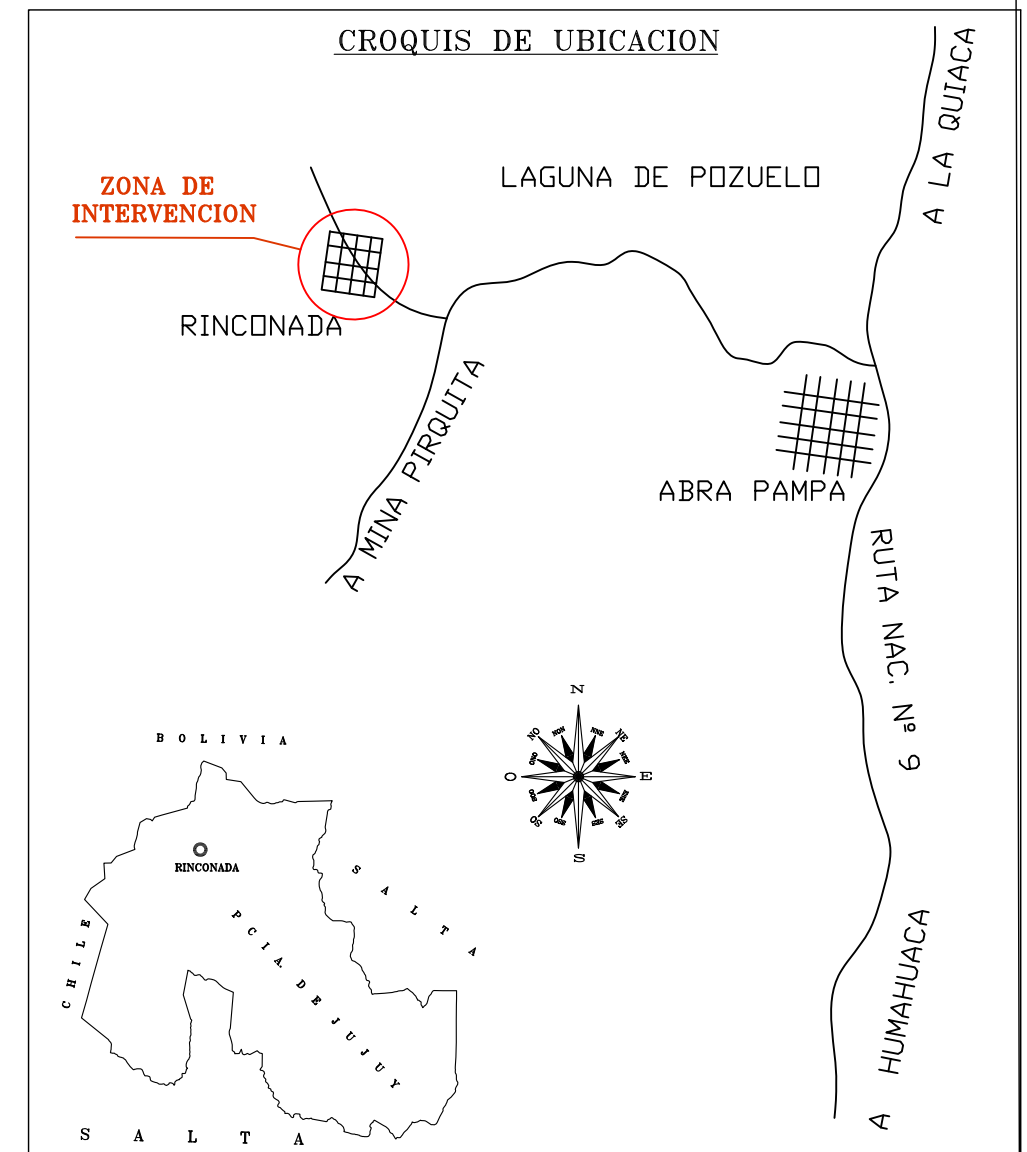 CROQUIS DE UBICACION
A LA QUIACA
LAGUNA DE POZUELO
ZONA DE
INTERVENCION
RINCONADA
A MINA PIRQUITA
ABRA PAMPA
RUTA NAC. Nº 9
N
NNE
NE
E
SE
S
SO
O
NO
BOLIVIA
RINCONADA
SALTA
CHILE
PCIA. DE JUJUY
A HUMAHUACA
SALTA